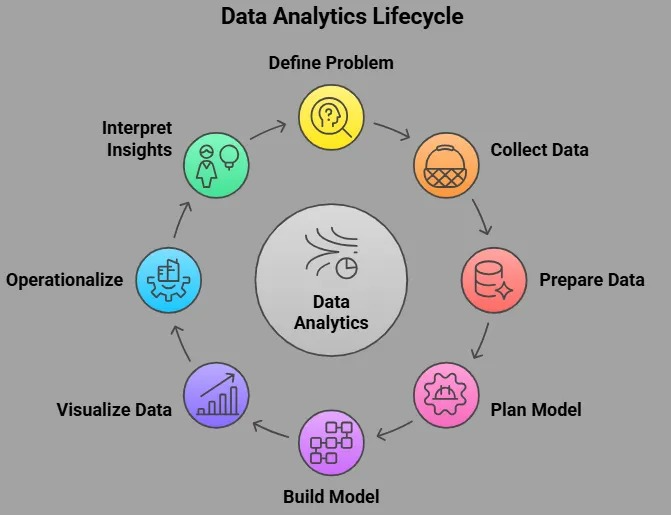 Data Analytics Lifecycle
Define Problem
Collect Data
Prepare Data
Plan Model
Build Model
Visualize Data
Operationalize
Interpret
Insights
Data
Analytics